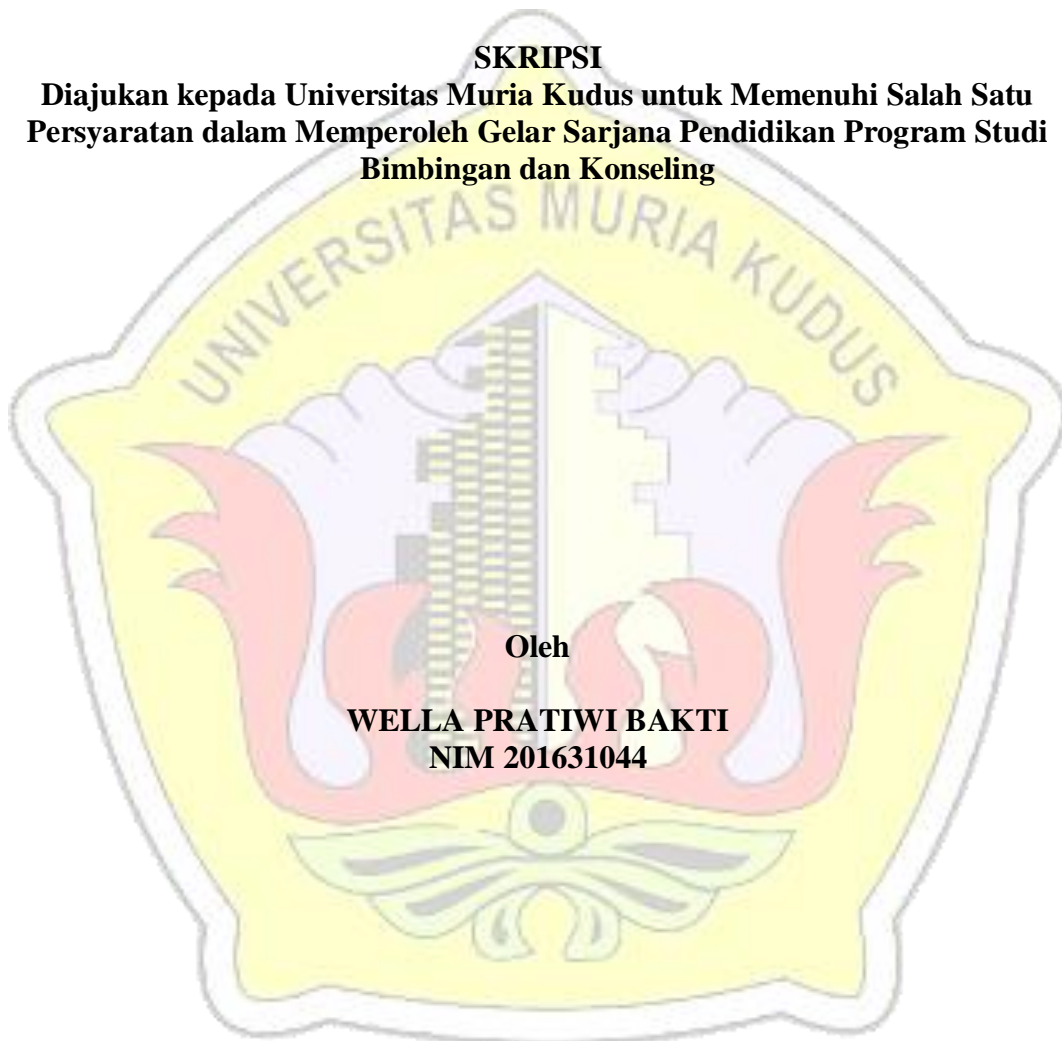 SKRIPSI
Diajukan kepada Universitas Muria Kudus untuk Memenuhi Salah Satu
Persyaratan dalam Memperoleh Gelar Sarjana Pendidikan Program Studi
Bimbingan dan Konseling
UNIVERSITAS MURIA KUDUS
Oleh
WELLA PRATIWI BAKTI
NIM 201631044